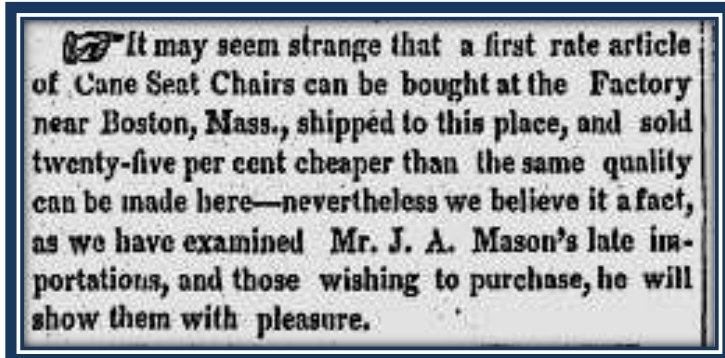 ☞It may seem strange that a first rate article
of Cane Seat Chairs can be bought at the Factory
near Boston, Mass., shipped to this place, and sold
twenty-five per cent cheaper than the same quality
can be made here—nevertheless we believe it a fact,
as we have examined Mr. J. A. Mason's late im-
portations, and those wishing to purchase, he will
show them with pleasure.